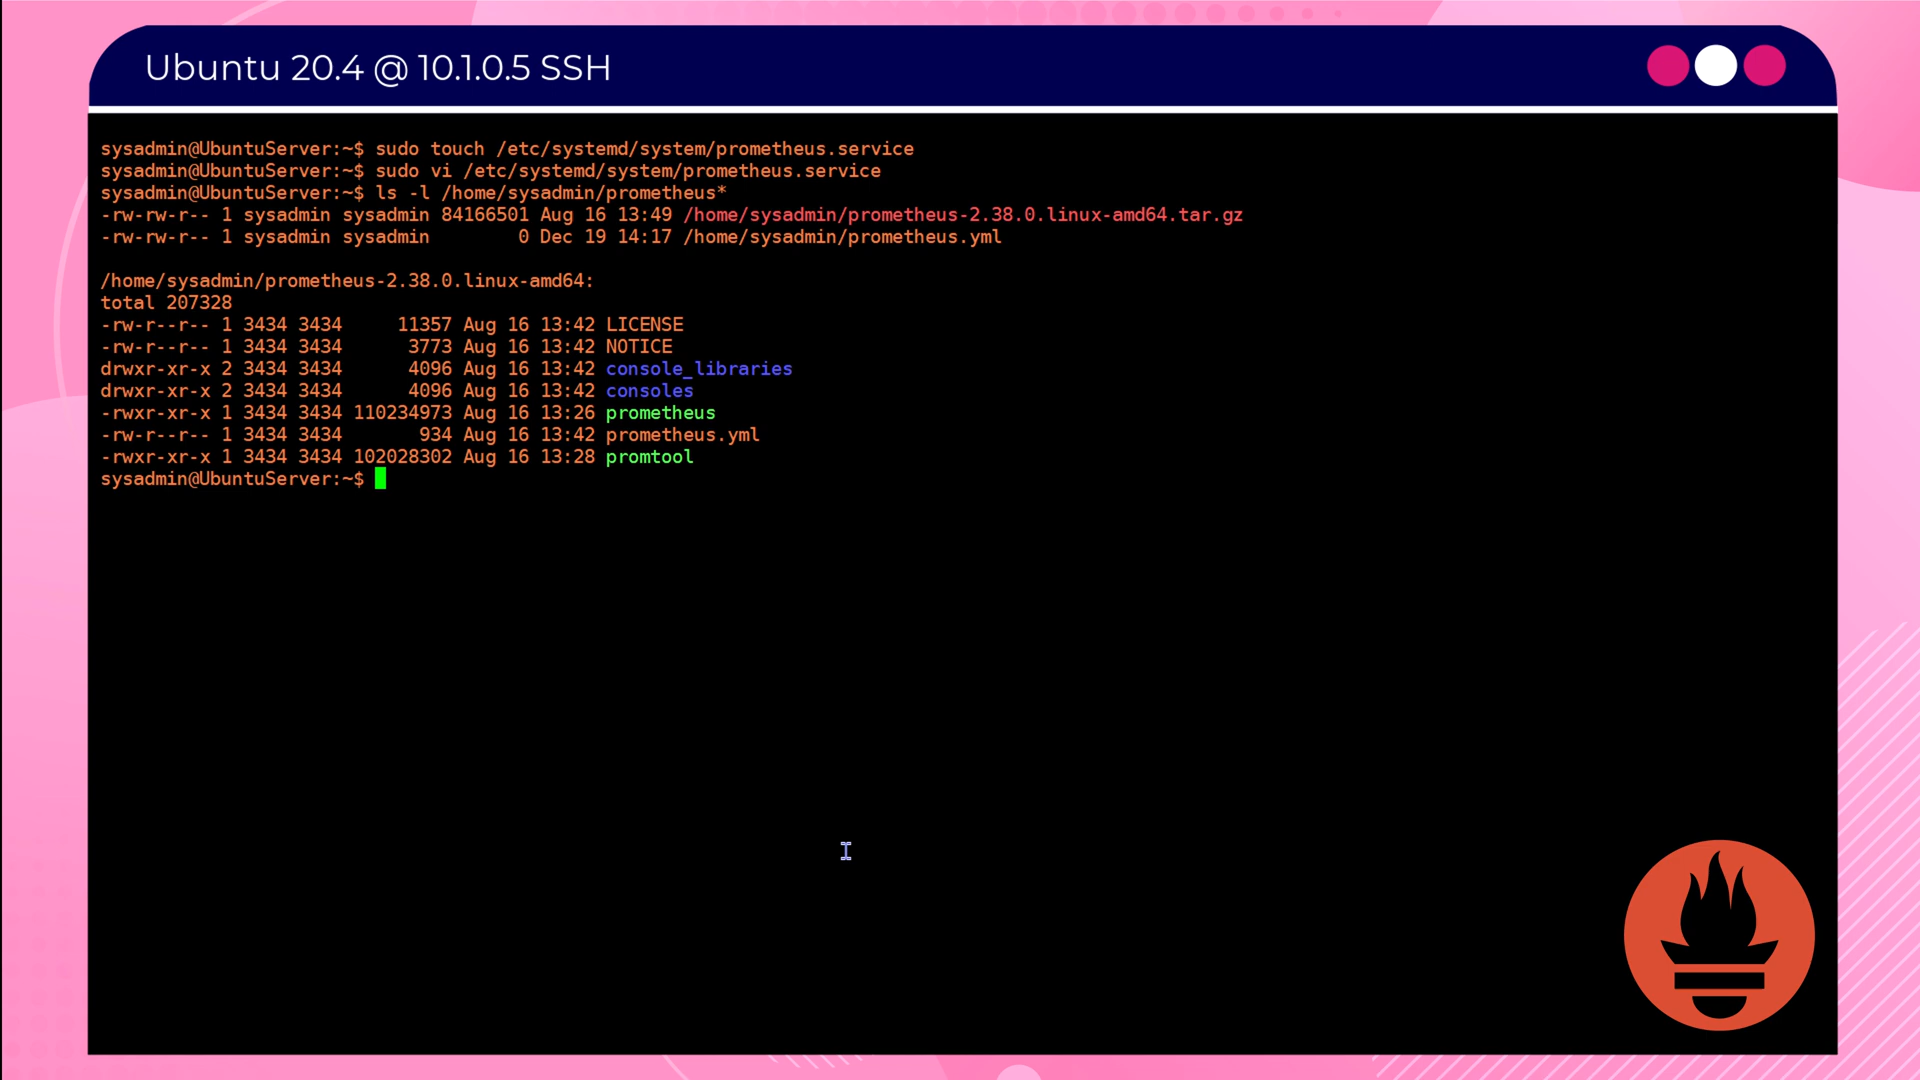 Ubuntu 20.4 @ 10.1.0.5 SSH
sysadmin@UbuntuServer:~$ sudo touch /etc/systemd/system/prometheus.service
sysadmin@UbuntuServer:~$ sudo vi /etc/systemd/system/prometheus.service
sysadmin@UbuntuServer:~$ ls -l /home/sysadmin/prometheus*
-rw-rw-r-- 1 sysadmin sysadmin 84166501 Aug 16 13:49 /home/sysadmin/prometheus-2.38.0.linux-amd64.tar.gz
-rw-rw-r-- 1 sysadmin sysadmin        0 Dec 19 14:17 /home/sysadmin/prometheus.yml
/home/sysadmin/prometheus-2.38.0.linux-amd64:
total 207328
-rw-r--r-- 1 3434 3434     11357 Aug 16 13:42 LICENSE
-rw-r--r-- 1 3434 3434      3773 Aug 16 13:42 NOTICE
drwxr-xr-x 2 3434 3434      4096 Aug 16 13:42 console_libraries
drwxr-xr-x 2 3434 3434      4096 Aug 16 13:42 consoles
-rwxr-xr-x 1 3434 3434 110234973 Aug 16 13:26 prometheus
-rw-r--r-- 1 3434 3434       934 Aug 16 13:42 prometheus.yml
-rwxr-xr-x 1 3434 3434 102028302 Aug 16 13:28 promtool
sysadmin@UbuntuServer:~$